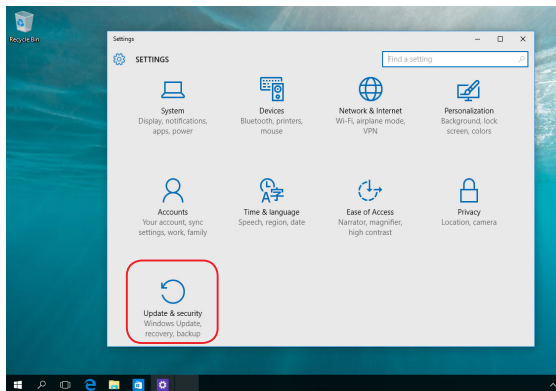 Recycle Bin
Settings
SETTINGS
Find a setting
System
Display, notifications,
apps, power
Devices
Bluetooth, printers,
mouse
Network & Internet
Wi-Fi, airplane mode,
VPN
Personalization
Background, lock
screen, colors
Accounts
Your account, sync
settings, work, family
Time & language
Speech, region, date
Ease of Access
Narrator, magnifier,
high contrast
Privacy
Location, camera
Update & security
Windows Update,
recovery, backup